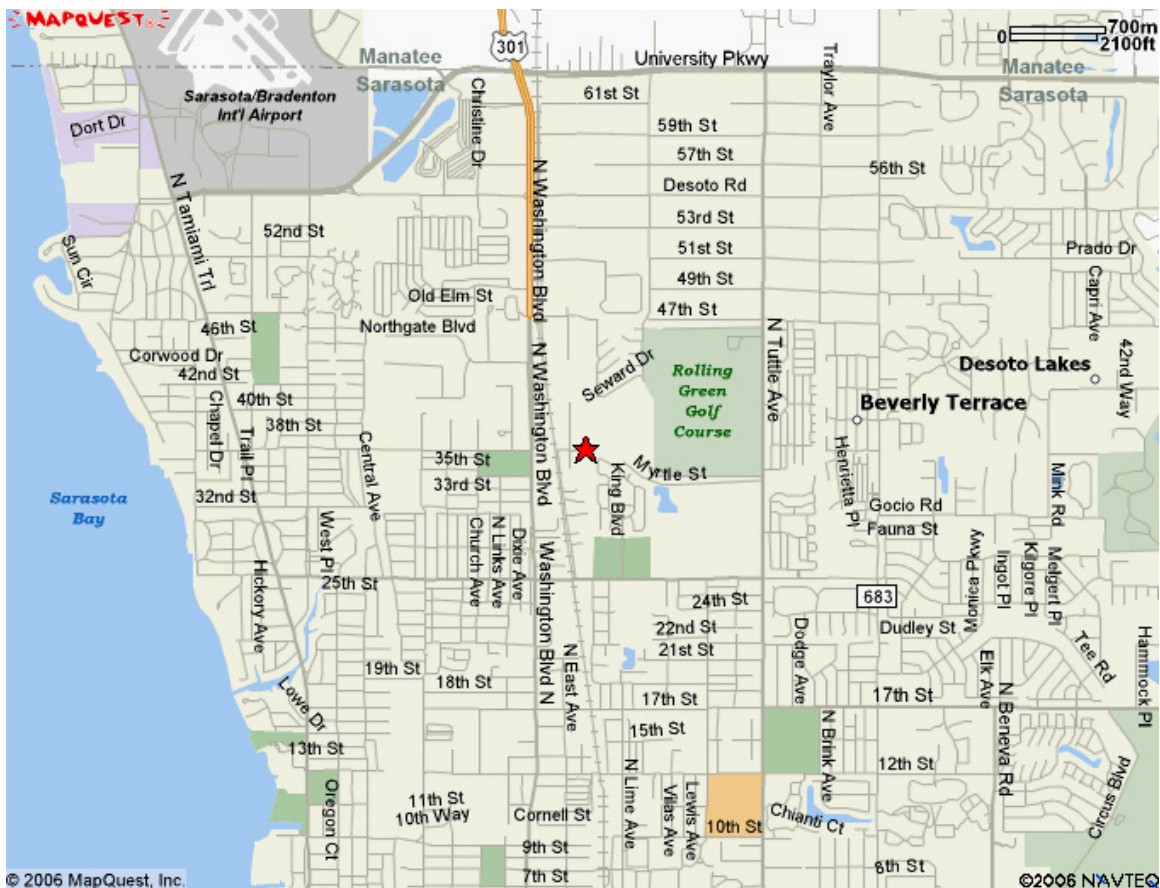 MAPQUEST
700m
0
2100ft
301
Manatee
Sarasota
University Pkwy
Traylor Ave
Manatee
Sarasota
Sarasota/Bradenton
Int'l Airport
Christine Dr
61st St
Dort Dr
59th St
57th St
56th St
N Tamiami Trl
N Washington Blvd
Desoto Rd
53rd St
52nd St
51st St
Prado Dr
Sun Cir
49th St
Capri Ave
Old Elm St
47th St
46th St
Northgate Blvd
N Tuttle Ave
Corwood Dr
42nd St
N Washington Blvd
Seward Dr
Rolling
Green
Golf
Course
Desoto Lakes
42nd Way
40th St
Beverly Terrace
Chapel Dr
Trail Pl
38th St
Central Ave
35th St
Myrtle St
Henrietta Pl
33rd St
King Blvd
Mink Rd
32nd St
Sarasota
Bay
Gocio Rd
Fauna St
West Pl
Church Ave
N Links Ave
Dixie Ave
Washington Blvd N
Monica Pkwy
Ingot Pl
Kilgore Pl
Melgert Pl
Hickory Ave
25th St
24th St
683
22nd St
Dudley St
21st St
Dodge Ave
N East Ave
Tee Rd
Hammock Pl
19th St
18th St
17th St
Elk Ave
17th St
Lowe Dr
N Beneva Rd
15th St
N Brink Ave
13th St
12th St
N Lime Ave
Vilas Ave
Lewis Ave
Circus Blvd
Oregon Ct
11th St
10th Way
Cornell St
10th St
Chianti Ct
9th St
8th St
7th St
© 2006 MapQuest, Inc.
©2006 NAVTEQ